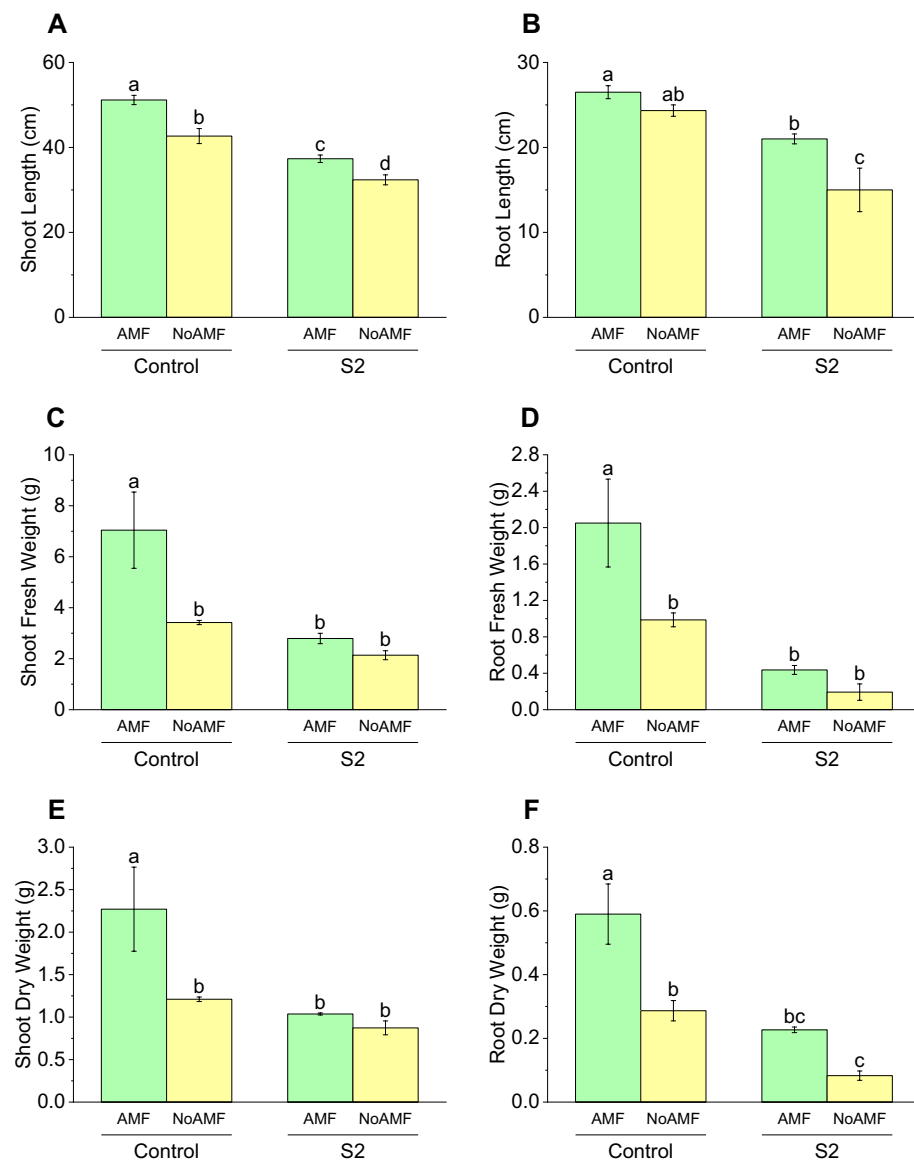 A
Shoot Length (cm)
60
40
20
0
a
b
c
d
AMF NoAMF AMF NoAMF
Control S2
B
Root Length (cm)
30
20
10
0
a
ab
b
c
AMF NoAMF AMF NoAMF
Control S2
C
Shoot Fresh Weight (g)
10
8
6
4
2
0
a
b
b
b
AMF NoAMF AMF NoAMF
Control S2
D
Root Fresh Weight (g)
2.8
2.4
2.0
1.6
1.2
0.8
0.4
0.0
a
b
b
b
AMF NoAMF AMF NoAMF
Control S2
E
Shoot Dry Weight (g)
3.0
2.5
2.0
1.5
1.0
0.5
0.0
a
b
b
b
AMF NoAMF AMF NoAMF
Control S2
F
Root Dry Weight (g)
0.8
0.6
0.4
0.2
0.0
a
b
bc
c
AMF NoAMF AMF NoAMF
Control S2